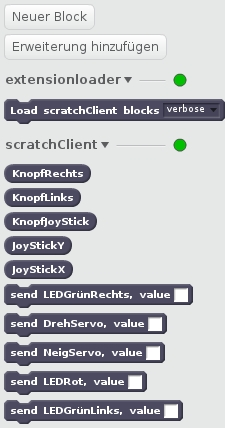 Neuer Block
Erweiterung hinzufügen
extensionloader
Load scratchClient blocks verbose
scratchClient
KnopfRechts
KnopfLinks
KnopfJoyStick
JoyStickY
JoyStickX
send LEDGrünRechts, value
send DrehServo, value
send NeigServo, value
send LEDRot, value
send LEDGrünLinks, value